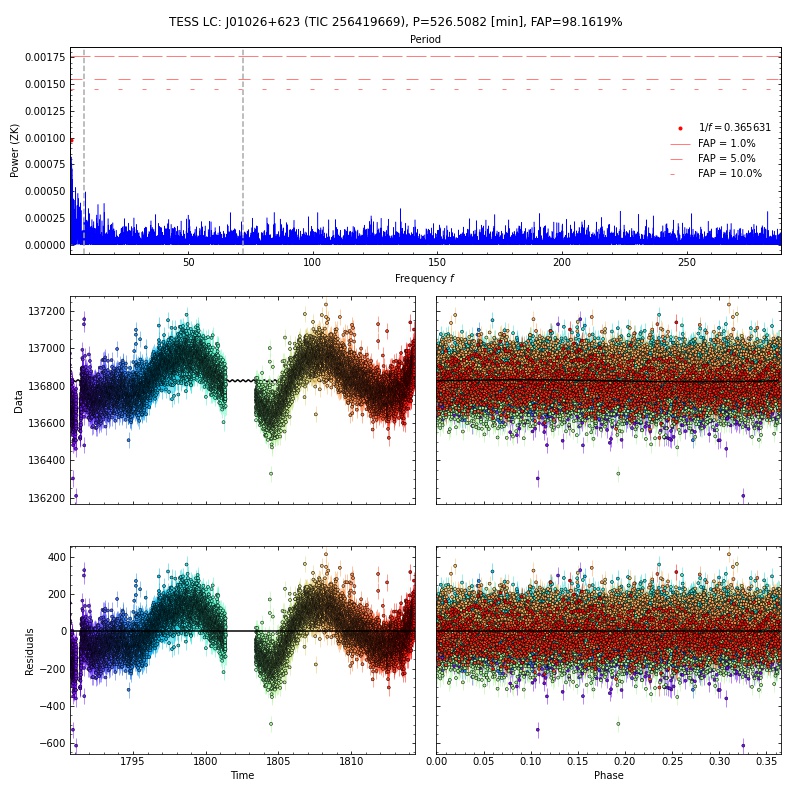 TESS LC: J01026+623 (TIC 256419669), P=526.5082 [min], FAP=98.1619%
Period
0.00175
0.00150
0.00125
0.00100
0.00075
0.00050
0.00025
0.00000
Power (ZK)
1/f = 0.365631
FAP = 1.0%
FAP = 5.0%
FAP = 10.0%
50 100 150 200 250
Frequency f
137200
137000
136800
136600
136400
136200
Data
400
200
0
−200
−400
−600
Residuals
1795 1800 1805 1810
Time
0.00 0.05 0.10 0.15 0.20 0.25 0.30 0.35
Phase